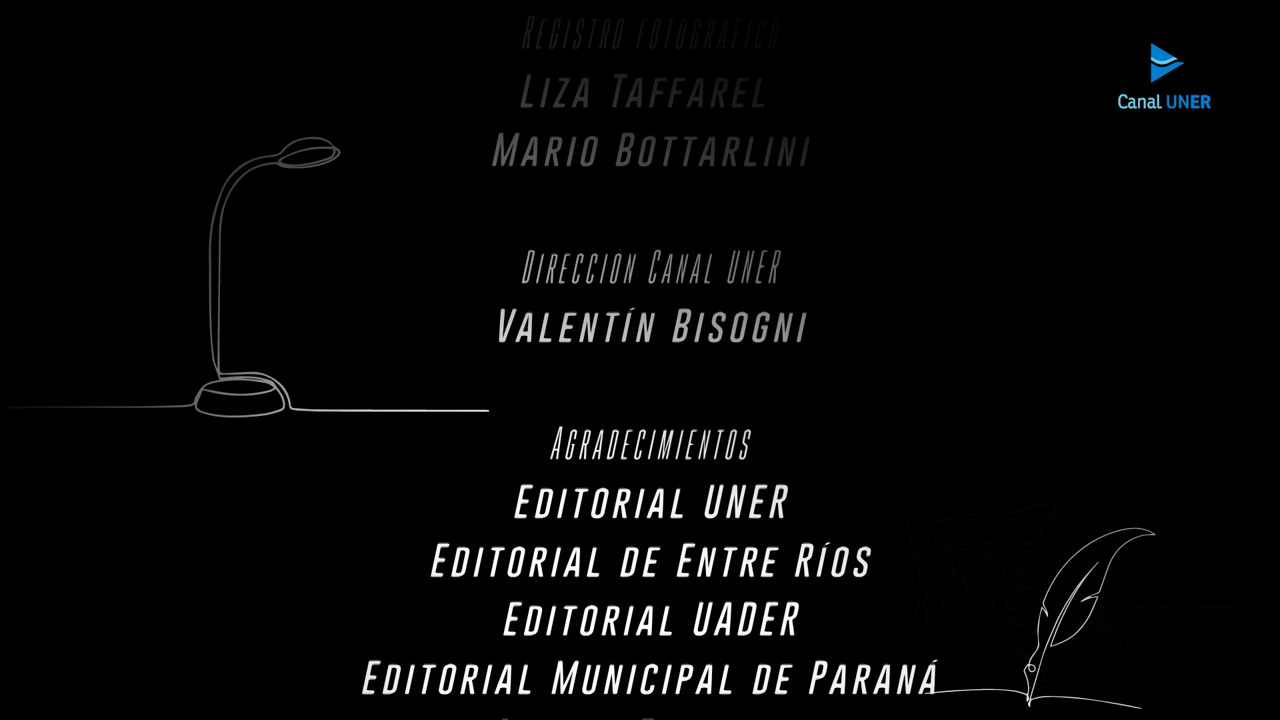 Registro fotográfico
Liza Taffarel
Mario Bottarlini
Canal UNER
Dirección Canal UNER
Valentín Bisogni
Agradecimientos
Editorial UNER
Editorial de Entre Ríos
Editorial UADER
Editorial Municipal de Paraná